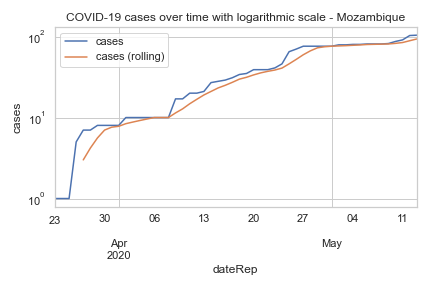 COVID-19 cases over time with logarithmic scale - Mozambique
cases
cases (rolling)
10²
10¹
10⁰
cases
23 30 06 13 20 27 04 11
Apr May
2020
dateRep